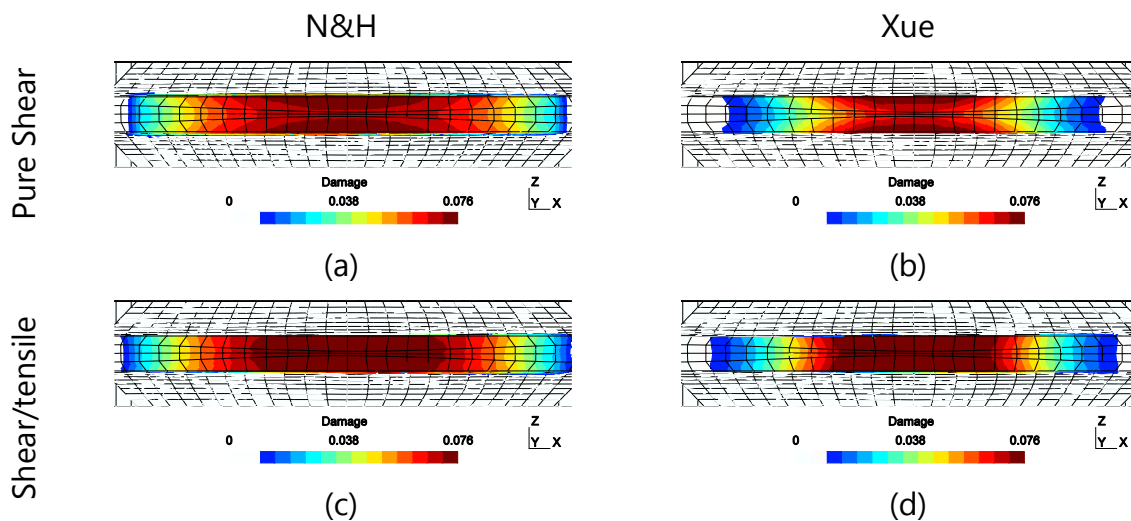 N&H
Xue
Pure Shear
Damage
0 0.038 0.076
Z
Y X
(a)
Damage
0 0.038 0.076
Z
Y X
(b)
Shear/tensile
Damage
0 0.038 0.076
Z
Y X
(c)
Damage
0 0.038 0.076
Z
Y X
(d)